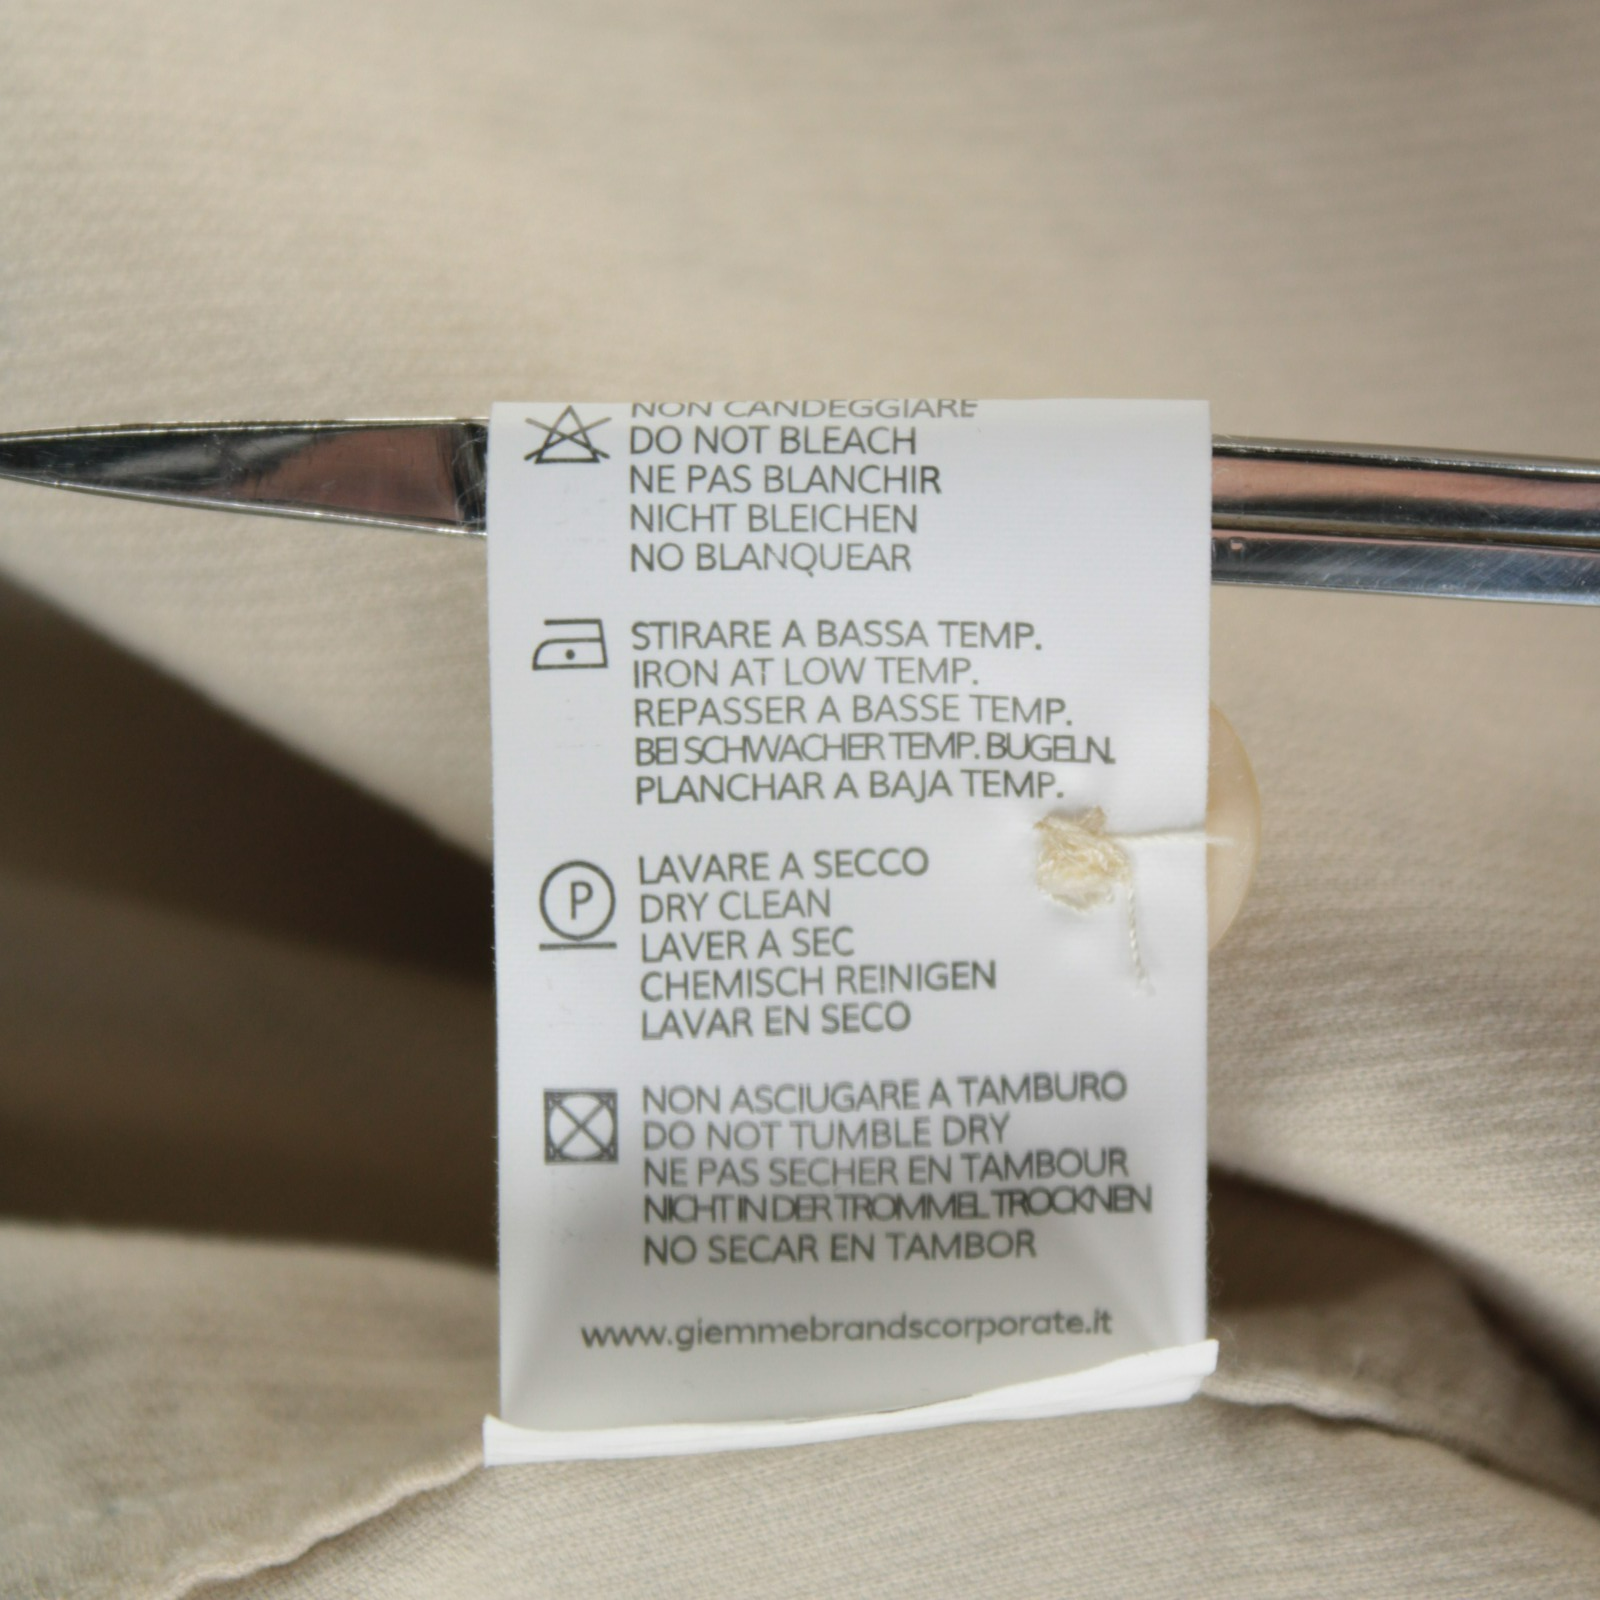 NON CANDEGGIARE
DO NOT BLEACH
NE PAS BLANCHIR
NICHT BLEICHEN
NO BLANQUEAR
STIRARE A BASSA TEMP.
IRON AT LOW TEMP.
REPASSER A BASSE TEMP.
BEI SCHWACHER TEMP. BUGELN.
PLANCHAR A BAJA TEMP.
P
LAVARE A SECCO
DRY CLEAN
LAVER A SEC
CHEMISCH REINIGEN
LAVAR EN SECO
NON ASCIUGARE A TAMBURO
DO NOT TUMBLE DRY
NE PAS SECHER EN TAMBOUR
NICHT IN DER TROMMEL TROCKNEN
NO SECAR EN TAMBOR
www.giemmebrandscorporate.it